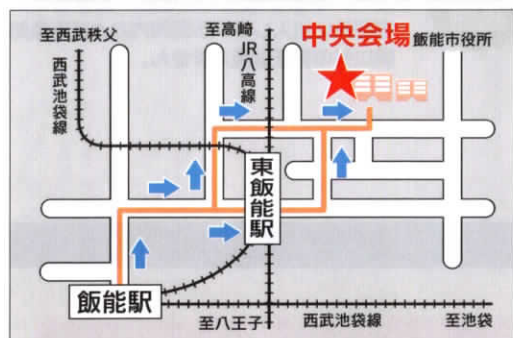 至西武秩父
西武池袋線
至高崎
JR八高線
中央会場
飯能市役所
東飯能駅
飯能駅
至八王子
西武池袋線
至池袋